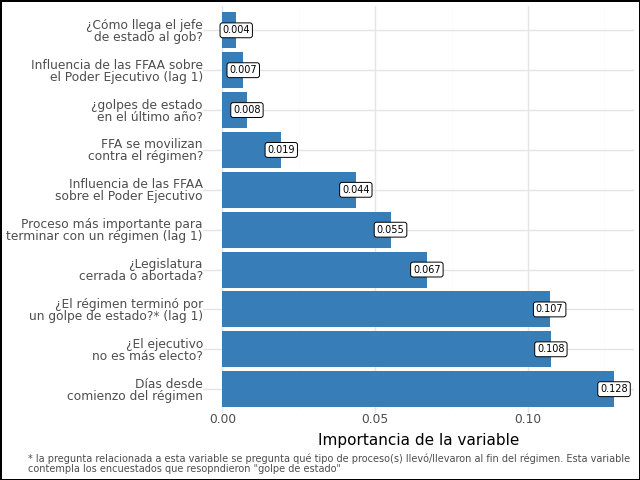 ¿Cómo llega el jefe
de estado al gob?
0.004
Influencia de las FFAA sobre
el Poder Ejecutivo (lag 1)
0.007
¿golpes de estado
en el último año?
0.008
FFA se movilizan
contra el régimen?
0.019
Influencia de las FFAA
sobre el Poder Ejecutivo
0.044
Proceso más importante para
terminar con un régimen (lag 1)
0.055
¿Legislatura
cerrada o abortada?
0.067
¿El régimen terminó por
un golpe de estado?* (lag 1)
0.107
¿El ejecutivo
no es más electo?
0.108
Días desde
comienzo del régimen
0.128
0.00 0.05 0.10
Importancia de la variable
* la pregunta relacionada a esta variable se pregunta qué tipo de proceso(s) llevó/llevaron al fin del régimen. Esta variable
contempla los encuestados que resopndieron "golpe de estado"